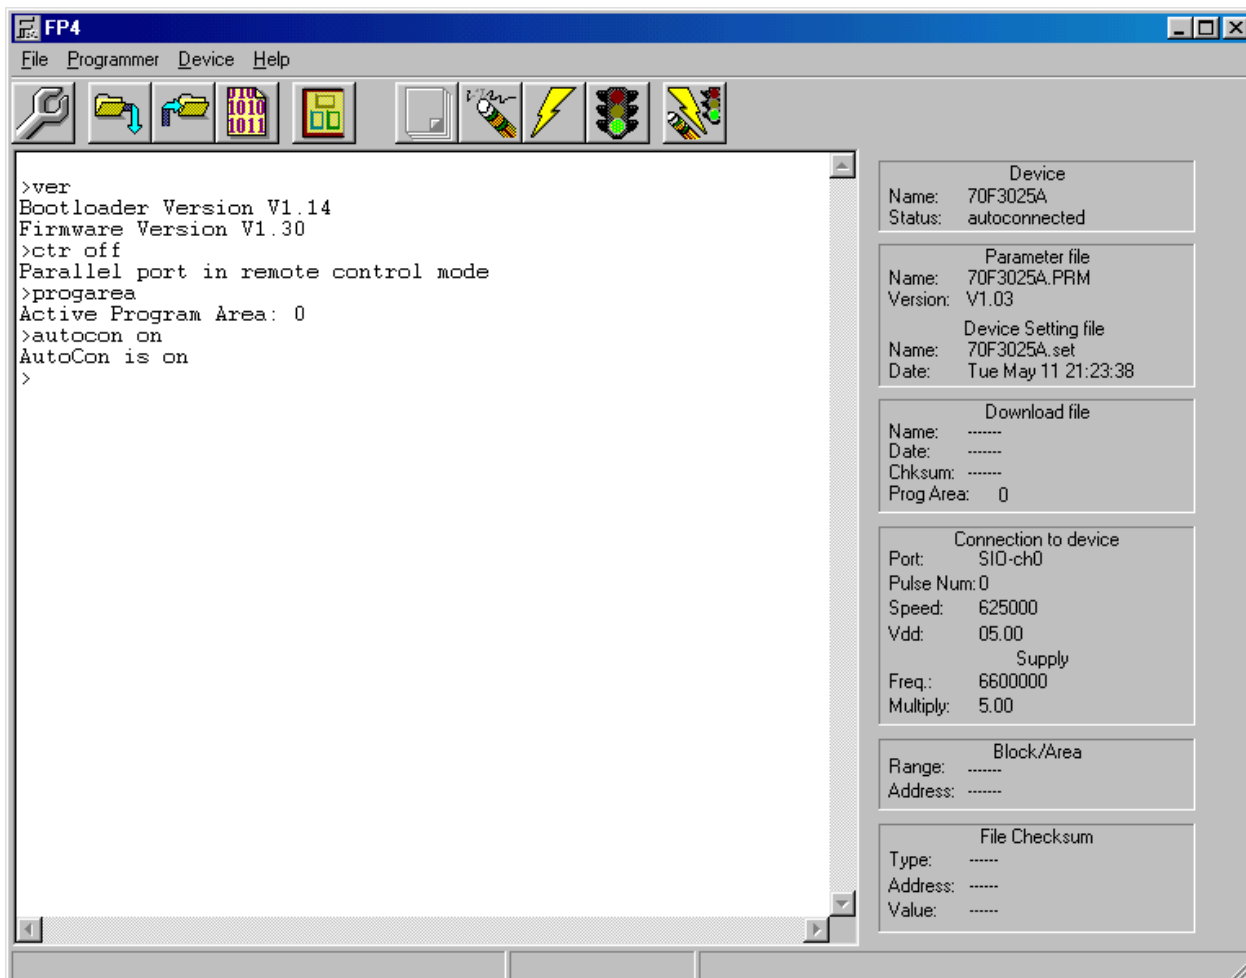 FP4
File Programmer Device Help
010
1010
1011
>ver
Bootloader Version V1.14
Firmware Version V1.30
>ctr off
Parallel port in remote control mode
>progarea
Active Program Area: 0
>autocon on
AutoCon is on
>
Device
Name: 70F3025A
Status: autoconnected
Parameter file
Name: 70F3025A.PRM
Version: V1.03
Device Setting file
Name: 70F3025A.set
Date: Tue May 11 21:23:38
Download file
Name: -------
Date: -------
Chksum: -------
Prog Area: 0
Connection to device
Port: SIO-ch0
Pulse Num: 0
Speed: 625000
Vdd: 05.00
Supply
Freq.: 6600000
Multiply: 5.00
Block/Area
Range: -------
Address: -------
File Checksum
Type: ------
Address: ------
Value: ------